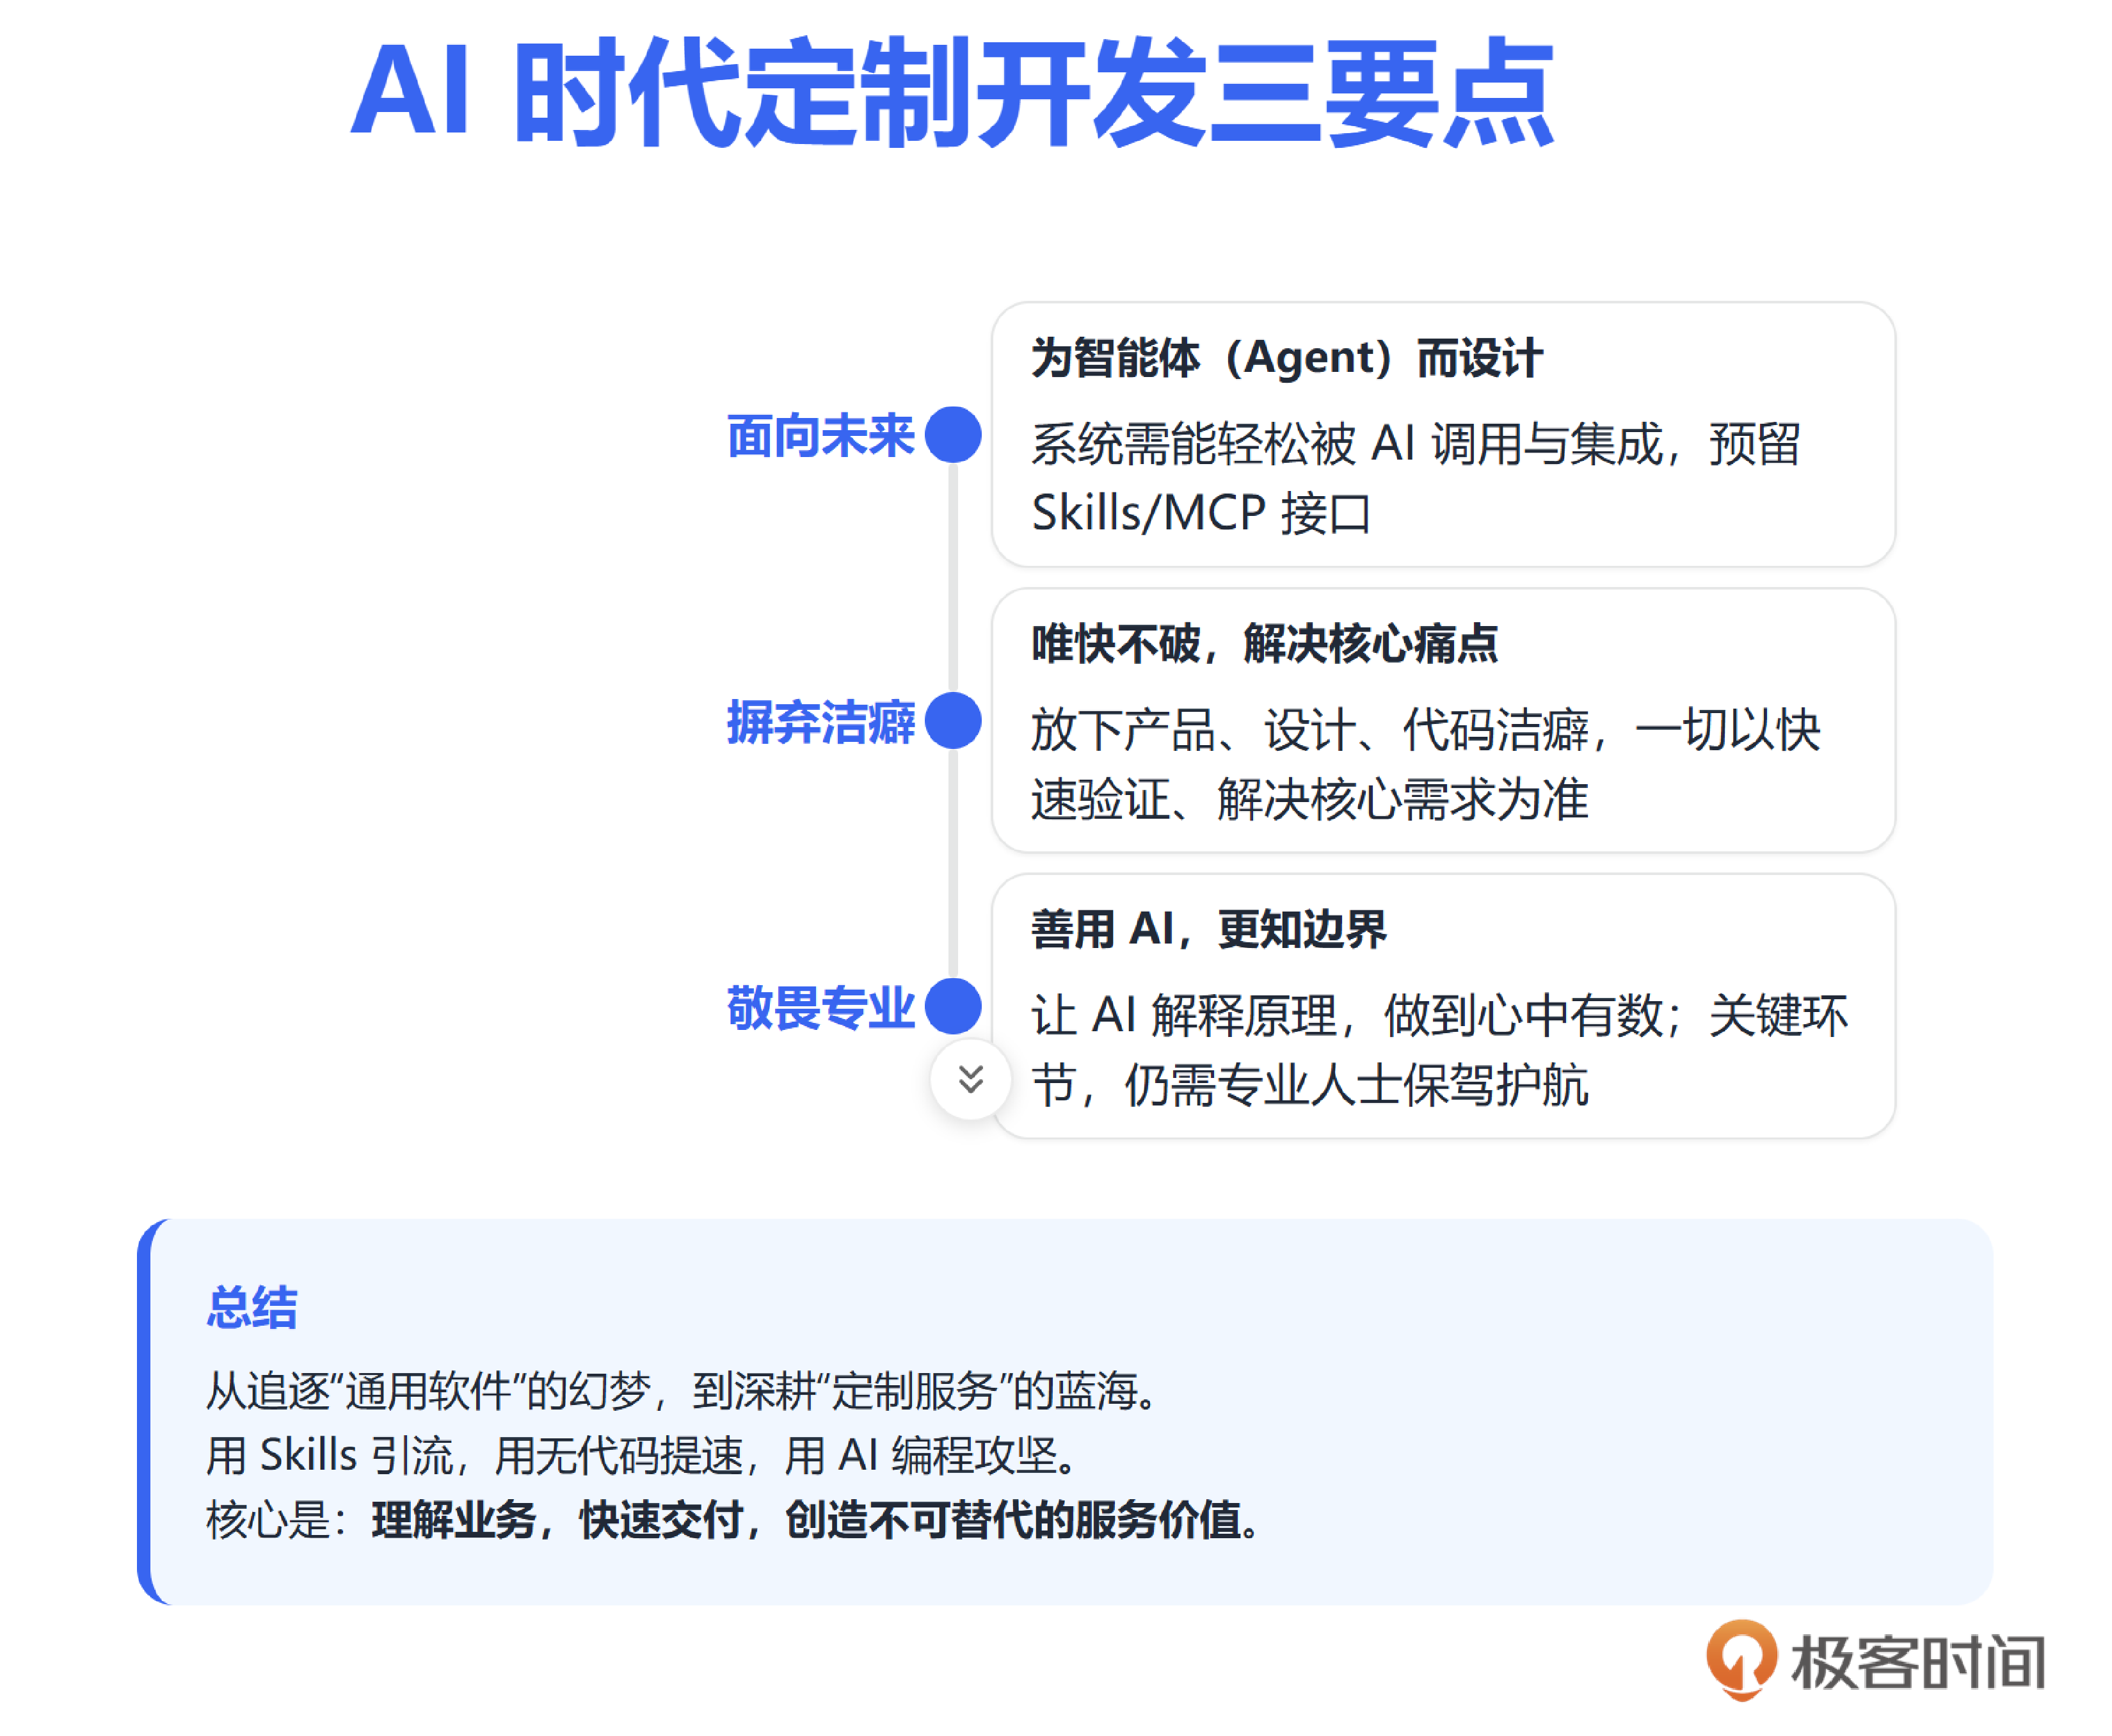 AI 时代定制开发三要点
面向未来
为智能体（Agent）而设计
系统需能轻松被 AI 调用与集成，预留
Skills/MCP 接口
摒弃洁癖
唯快不破，解决核心痛点
放下产品、设计、代码洁癖，一切以快
速验证、解决核心需求为准
敬畏专业
善用 AI，更知边界
让 AI 解释原理，做到心中有数；关键环
节，仍需专业人士保驾护航
总结
从追逐“通用软件”的幻梦，到深耕“定制服务”的蓝海。
用 Skills 引流，用无代码提速，用 AI 编程攻坚。
核心是：理解业务，快速交付，创造不可替代的服务价值。
极客时间